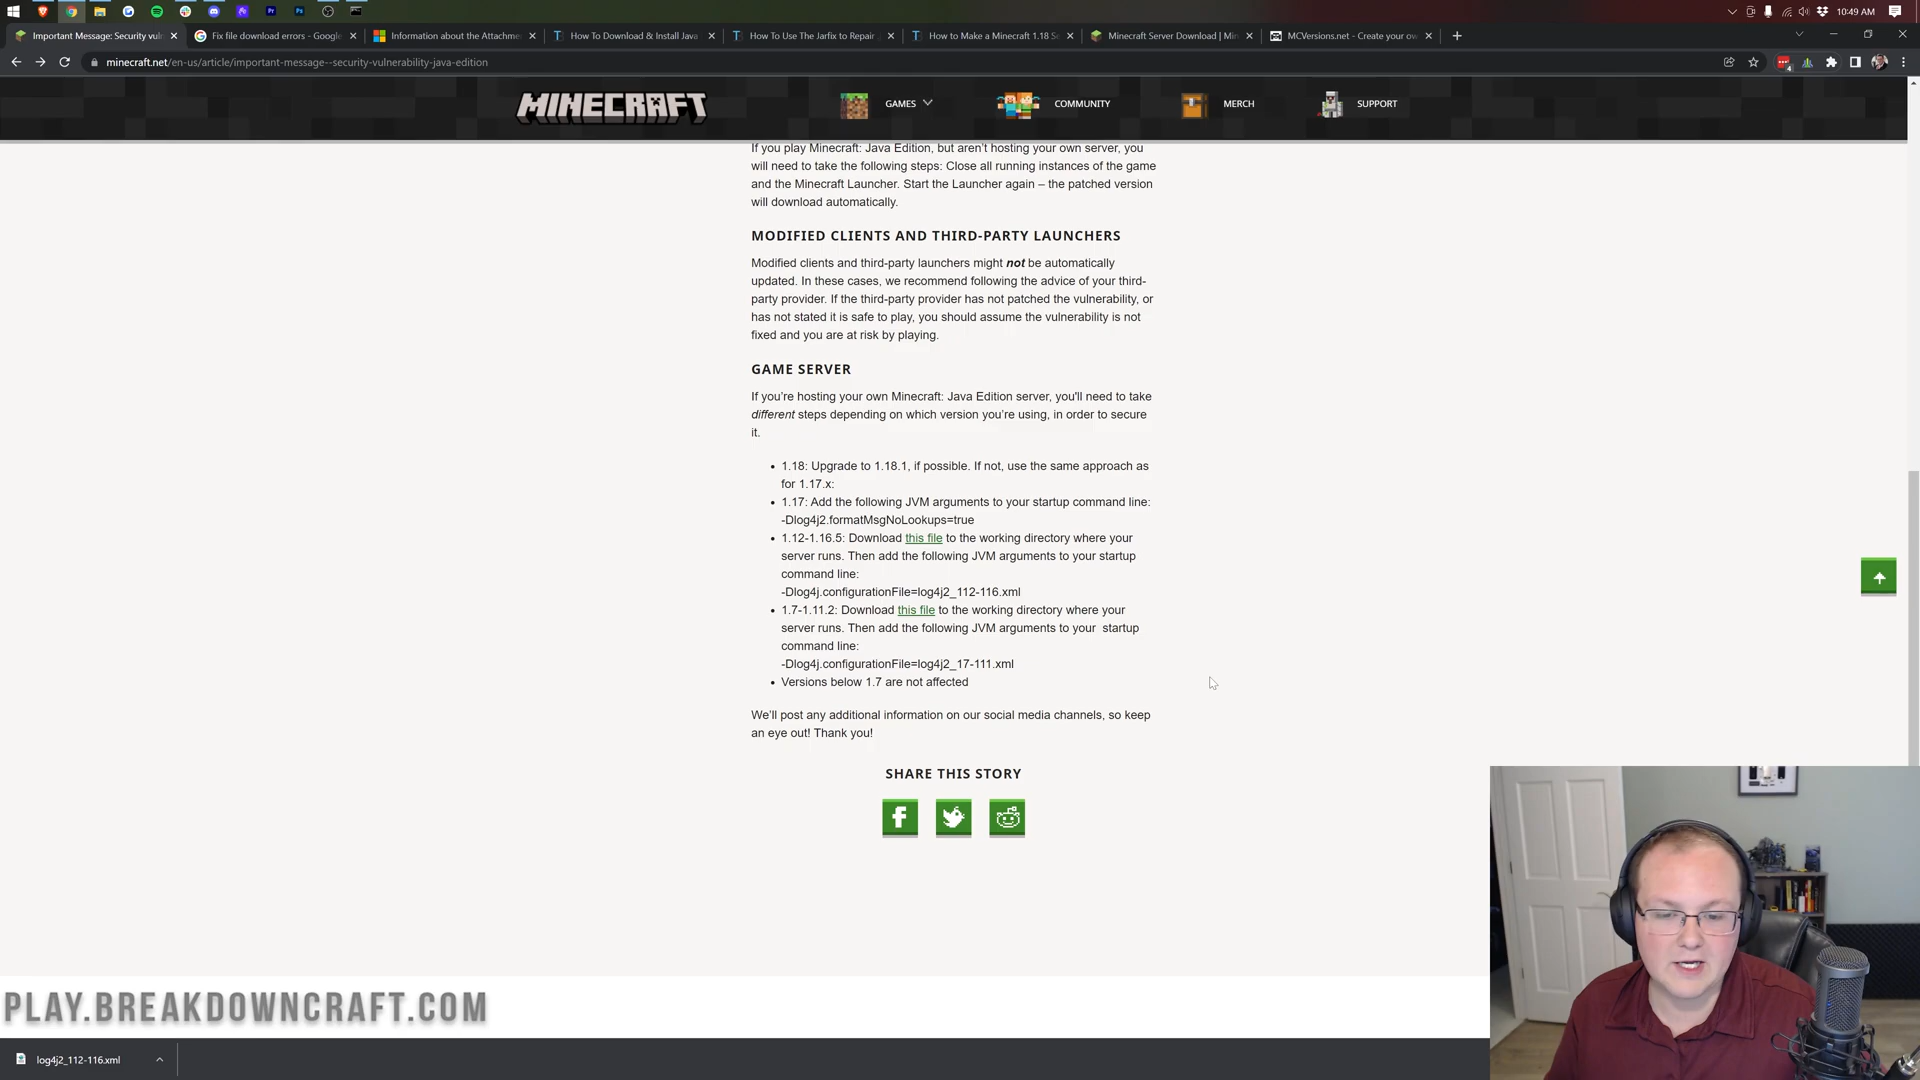 10:49 AM
Important Message: Security vuln
Fix file download errors - Google
Information about the Attachme
How To Download & Install Java
How To Use The Jarfix to Repair
How to Make a Minecraft 1.18 Se
Minecraft Server Download | Min
MCVersions.net - Create your ow
minecraft.net/en-us/article/important-message--security-vulnerability-java-edition
MINECRAFT
GAMES
COMMUNITY
MERCH
SUPPORT
If you play Minecraft: Java Edition, but aren’t hosting your own server, you
will need to take the following steps: Close all running instances of the game
and the Minecraft Launcher. Start the Launcher again – the patched version
will download automatically.
MODIFIED CLIENTS AND THIRD-PARTY LAUNCHERS
Modified clients and third-party launchers might not be automatically
updated. In these cases, we recommend following the advice of your third-
party provider. If the third-party provider has not patched the vulnerability, or
has not stated it is safe to play, you should assume the vulnerability is not
fixed and you are at risk by playing.
GAME SERVER
If you’re hosting your own Minecraft: Java Edition server, you'll need to take
different steps depending on which version you’re using, in order to secure
it.
• 1.18: Upgrade to 1.18.1, if possible. If not, use the same approach as
for 1.17.x:
• 1.17: Add the following JVM arguments to your startup command line:
-Dlog4j2.formatMsgNoLookups=true
• 1.12-1.16.5: Download this file to the working directory where your
server runs. Then add the following JVM arguments to your startup
command line:
-Dlog4j.configurationFile=log4j2_112-116.xml
• 1.7-1.11.2: Download this file to the working directory where your
server runs. Then add the following JVM arguments to your  startup
command line:
-Dlog4j.configurationFile=log4j2_17-111.xml
• Versions below 1.7 are not affected
We’ll post any additional information on our social media channels, so keep
an eye out! Thank you!
SHARE THIS STORY
PLAY.BREAKDOWNCRAFT.COM
log4j2_112-116.xml